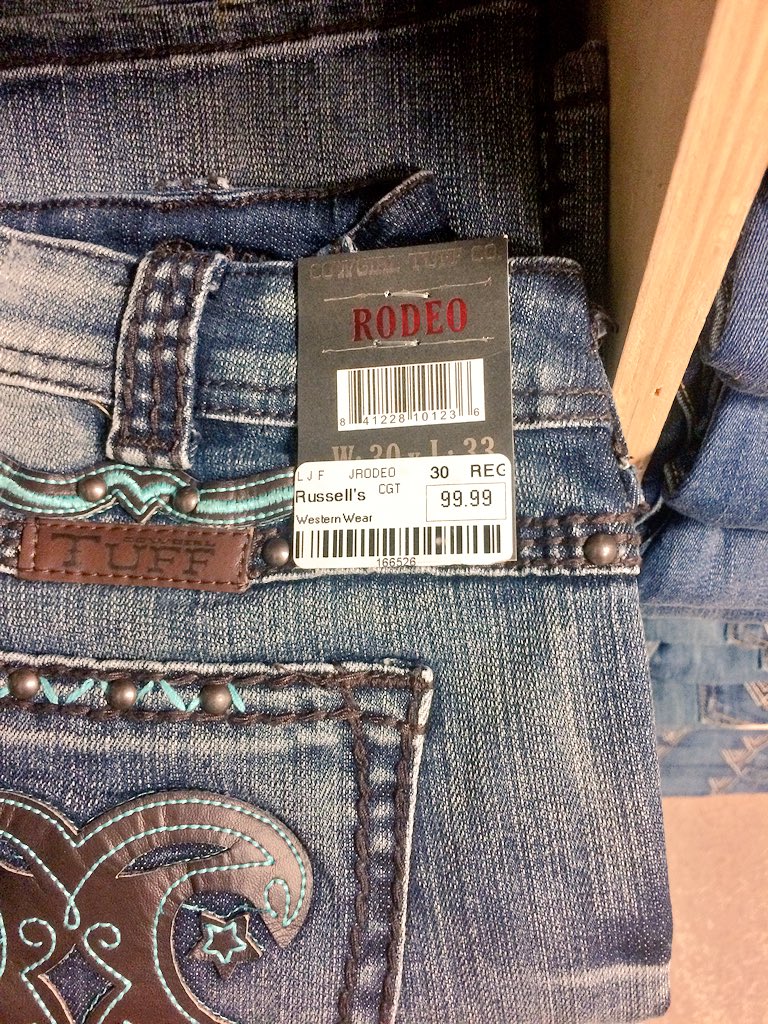 COWGIRL TUFF CO.
RODEO
8 41228 10123 6
W: 30 x L: 33
L J F JRODEO 30 REG
Russell's CGT 99.99
Western Wear
166526
COWGIRL
TUFF